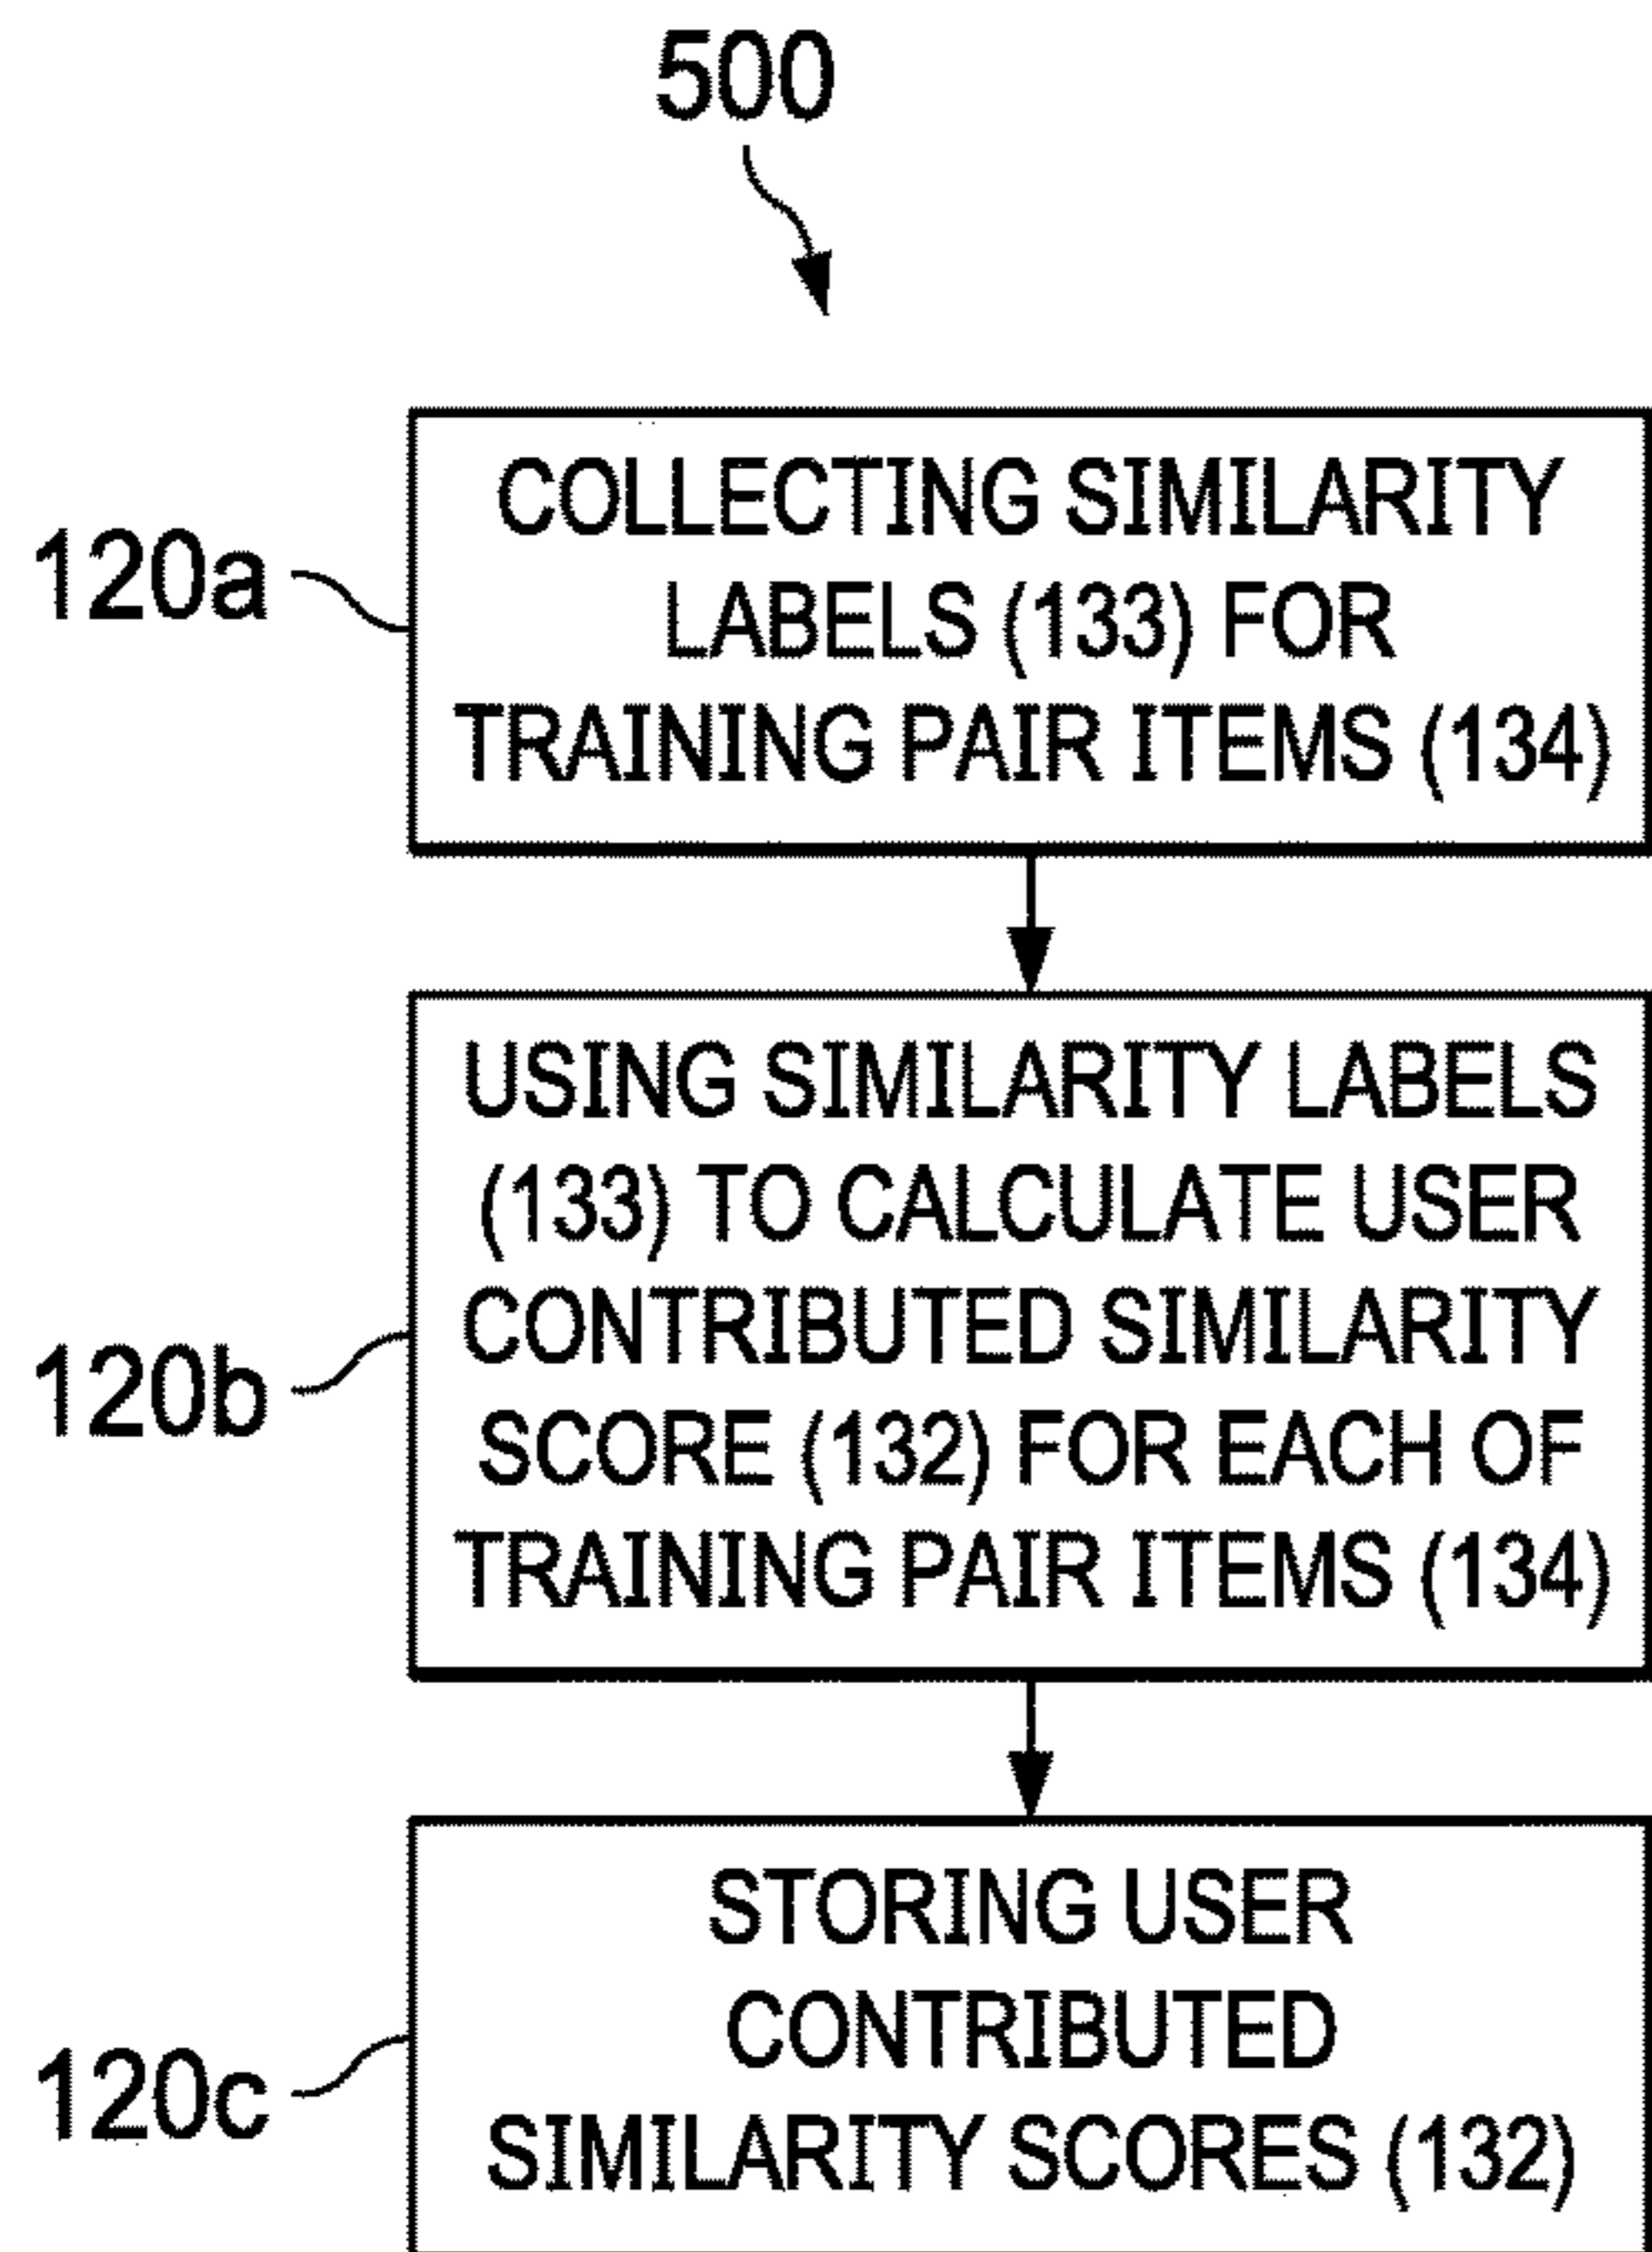 500
120a
COLLECTING SIMILARITY
LABELS (133) FOR
TRAINING PAIR ITEMS (134)
120b
USING SIMILARITY LABELS
(133) TO CALCULATE USER
CONTRIBUTED SIMILARITY
SCORE (132) FOR EACH OF
TRAINING PAIR ITEMS (134)
120c
STORING USER
CONTRIBUTED
SIMILARITY SCORES (132)